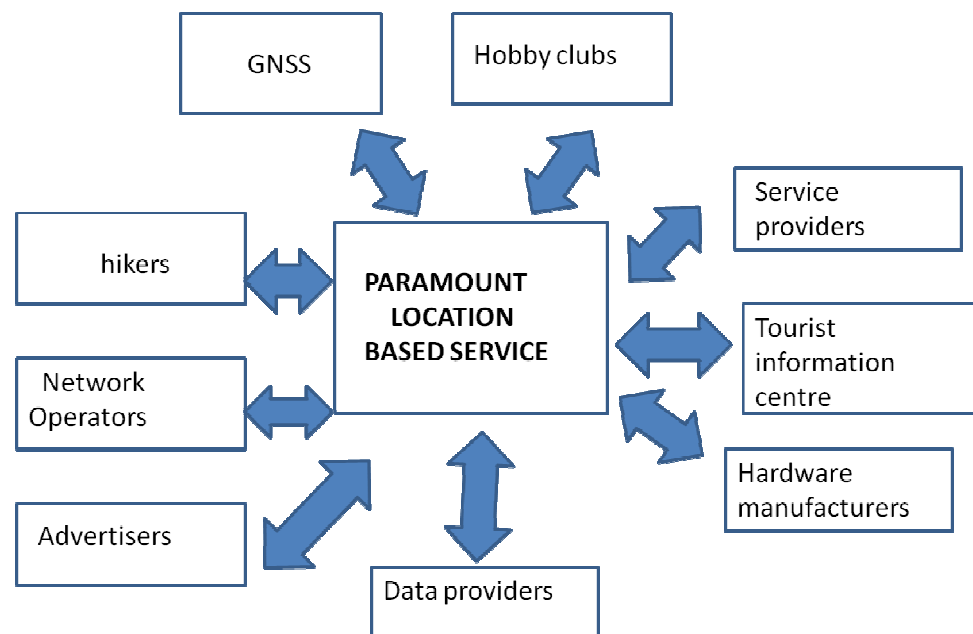 GNSS
Hobby clubs
Service
providers
hikers
PARAMOUNT
LOCATION
BASED SERVICE
Tourist
information
centre
Network
Operators
Hardware
manufacturers
Advertisers
Data providers